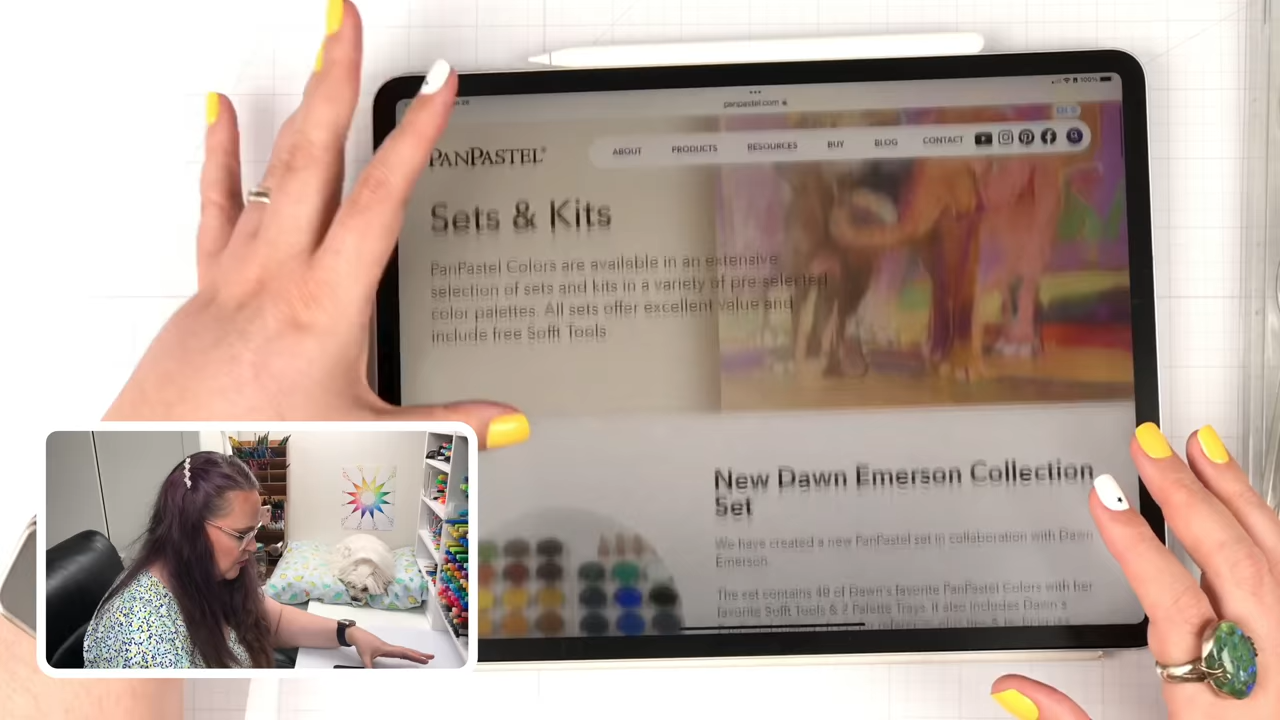 100%
panpastel.com
PANPASTEL®
ABOUT
PRODUCTS
RESOURCES
BUY
BLOG
CONTACT
Sets & Kits
PanPastel Colors are available in an extensive
selection of sets and kits in a variety of pre-selected
color palettes. All sets offer excellent value and
include free Sofft Tools
New Dawn Emerson Collection
Set
We have created a new PanPastel set in collaboration with Dawn
Emerson.
The set contains 40 of Dawn's favorite PanPastel Colors with her
favorite Sofft Tools & 2 Palette Trays. It also includes Dawn's